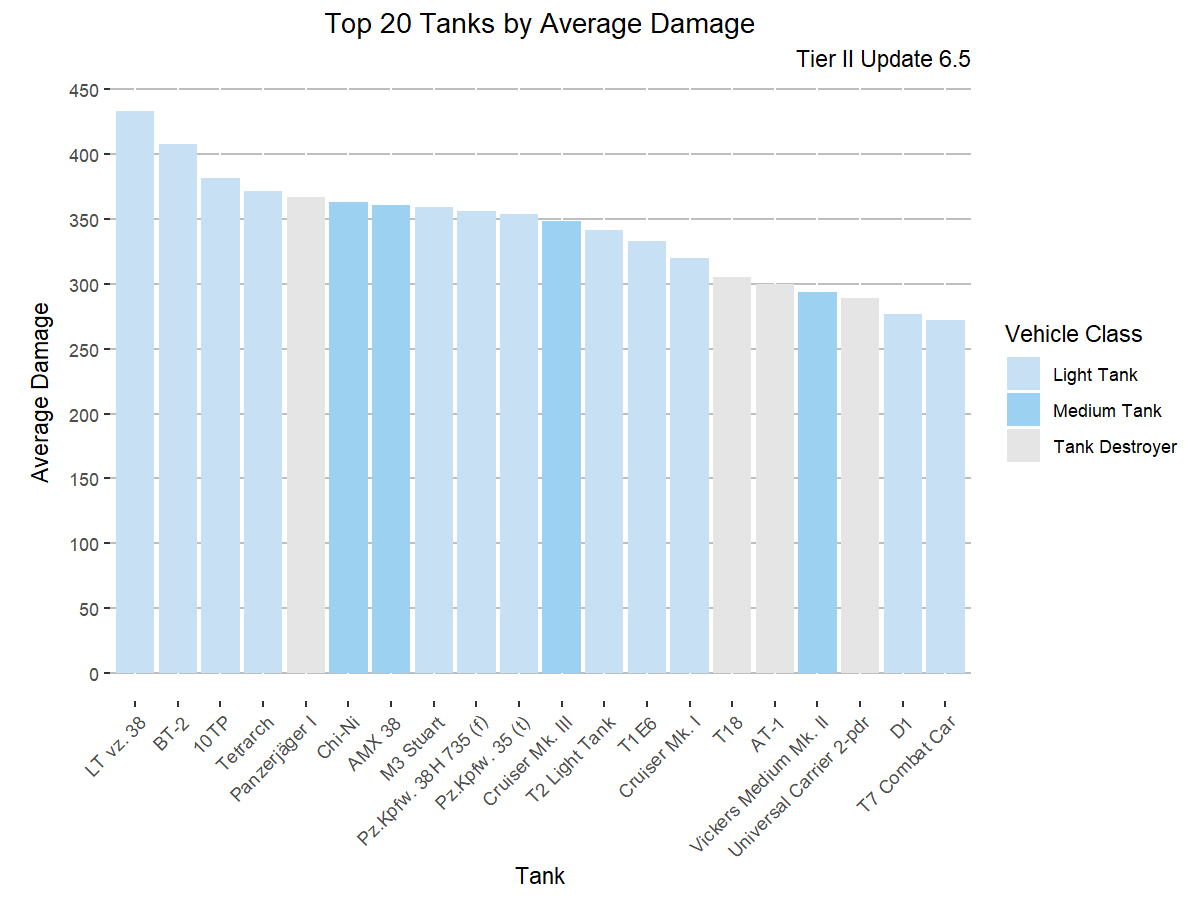 Top 20 Tanks by Average Damage
Tier II Update 6.5
450
400
350
300
250
200
150
100
50
0
Average Damage
LT vz. 38
BT-2
10TP
Tetrarch
Panzerjäger I
Chi-Ni
AMX 38
M3 Stuart
Pz.Kpfw. 38H 735 (f)
Pz.Kpfw. 35 (t)
Cruiser Mk. III
T2 Light Tank
T1E6
Cruiser Mk. I
T18
AT-1
Vickers Medium Mk. II
Universal Carrier 2-pdr
D1
T7 Combat Car
Tank
Vehicle Class
Light Tank
Medium Tank
Tank Destroyer